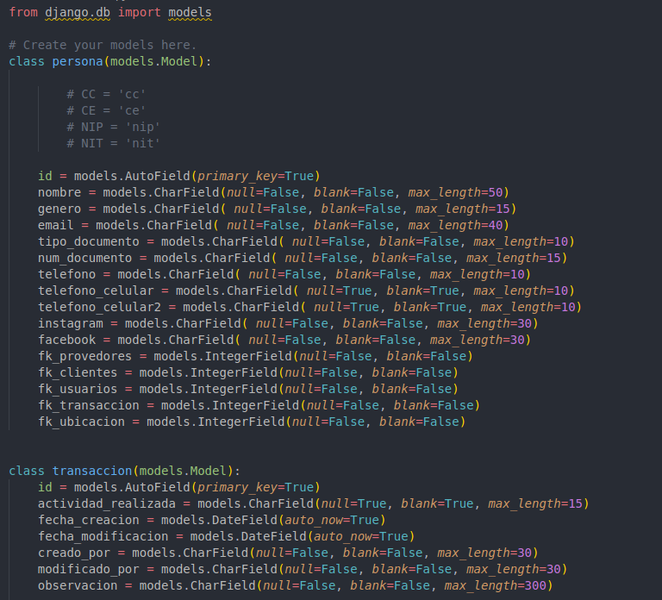 from django.db import models
# Create your models here.
class persona(models.Model):
# CC = 'cc'
# CE = 'ce'
# NIP = 'nip'
# NIT = 'nit'
id = models.AutoField(primary_key=True)
nombre = models.CharField(null=False, blank=False, max_length=50)
genero = models.CharField( null=False, blank=False, max_length=15)
email = models.CharField( null=False, blank=False, max_length=40)
tipo_documento = models.CharField( null=False, blank=False, max_length=10)
num_documento = models.CharField( null=False, blank=False, max_length=15)
telefono = models.CharField( null=False, blank=False, max_length=10)
telefono_celular = models.CharField( null=True, blank=True, max_length=10)
telefono_celular2 = models.CharField( null=True, blank=True, max_length=10)
instagram = models.CharField( null=False, blank=False, max_length=30)
facebook = models.CharField( null=False, blank=False, max_length=30)
fk_provedores = models.IntegerField(null=False, blank=False)
fk_clientes = models.IntegerField(null=False, blank=False)
fk_usuarios = models.IntegerField(null=False, blank=False)
fk_transaccion = models.IntegerField(null=False, blank=False)
fk_ubicacion = models.IntegerField(null=False, blank=False)
class transaccion(models.Model):
id = models.AutoField(primary_key=True)
actividad_realizada = models.CharField(null=True, blank=True, max_length=15)
fecha_creacion = models.DateField(auto_now=True)
fecha_modificacion = models.DateField(auto_now=True)
creado_por = models.CharField(null=False, blank=False, max_length=30)
modificado_por = models.CharField(null=False, blank=False, max_length=30)
observacion = models.CharField(null=False, blank=False, max_length=300)